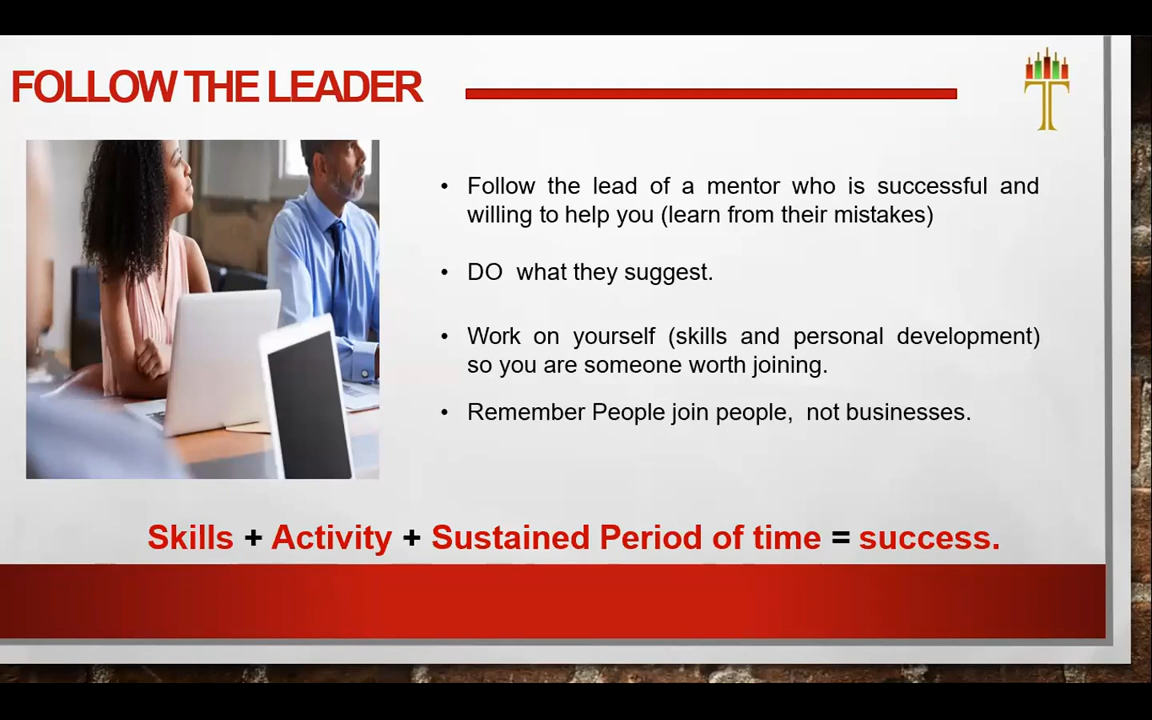 FOLLOW THE LEADER
• Follow the lead of a mentor who is successful and
willing to help you (learn from their mistakes)
• DO  what they suggest.
• Work on yourself (skills and personal development)
so you are someone worth joining.
• Remember People join people,  not businesses.
Skills + Activity + Sustained Period of time = success.